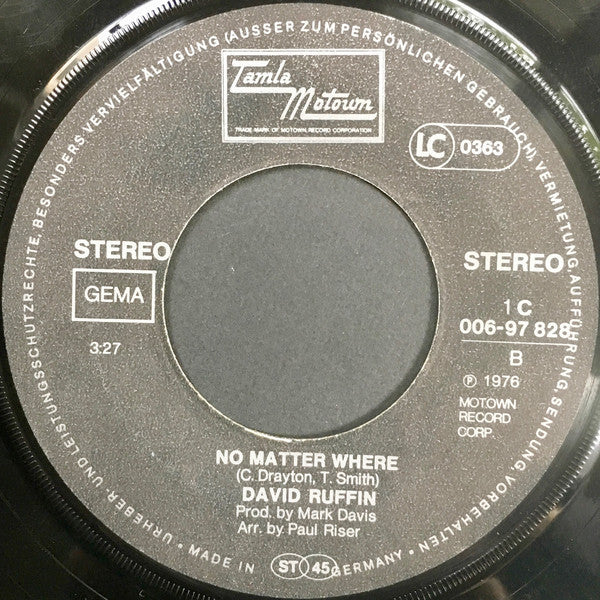 URHEBER- UND LEISTUNGSSCHUTZRECHTE, BESONDERS VERVIELFÄLTIGUNG (AUSSER ZUM PERSÖNLICHEN GEBRAUCH), VERMIETUNG, AUFFÜHRUNG, SENDUNG, VORBEHALTEN •
Tamla
Motown
TRADE MARK OF MOTOWN RECORD CORPORATION
LC 0363
STEREO
GEMA
3:27
STEREO
1 C
006-97 828
B
℗ 1976
MOTOWN
RECORD
CORP.
NO MATTER WHERE
(C. Drayton, T. Smith)
DAVID RUFFIN
Prod. by Mark Davis
Arr. by Paul Riser
• MADE IN ST 45 GERMANY •